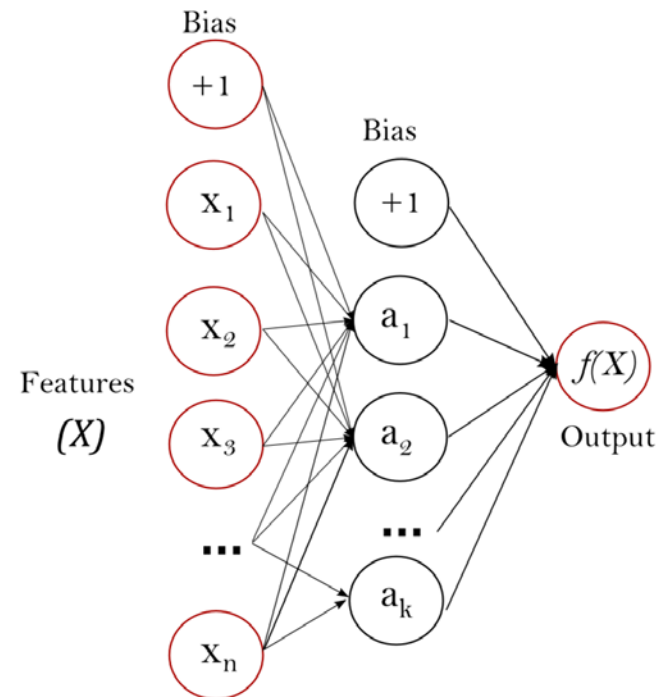 Bias
+1
Bias
x₁
+1
x₂
a₁
Features
(X)
f(X)
x₃
a₂
Output
...
...
aₖ
xₙ